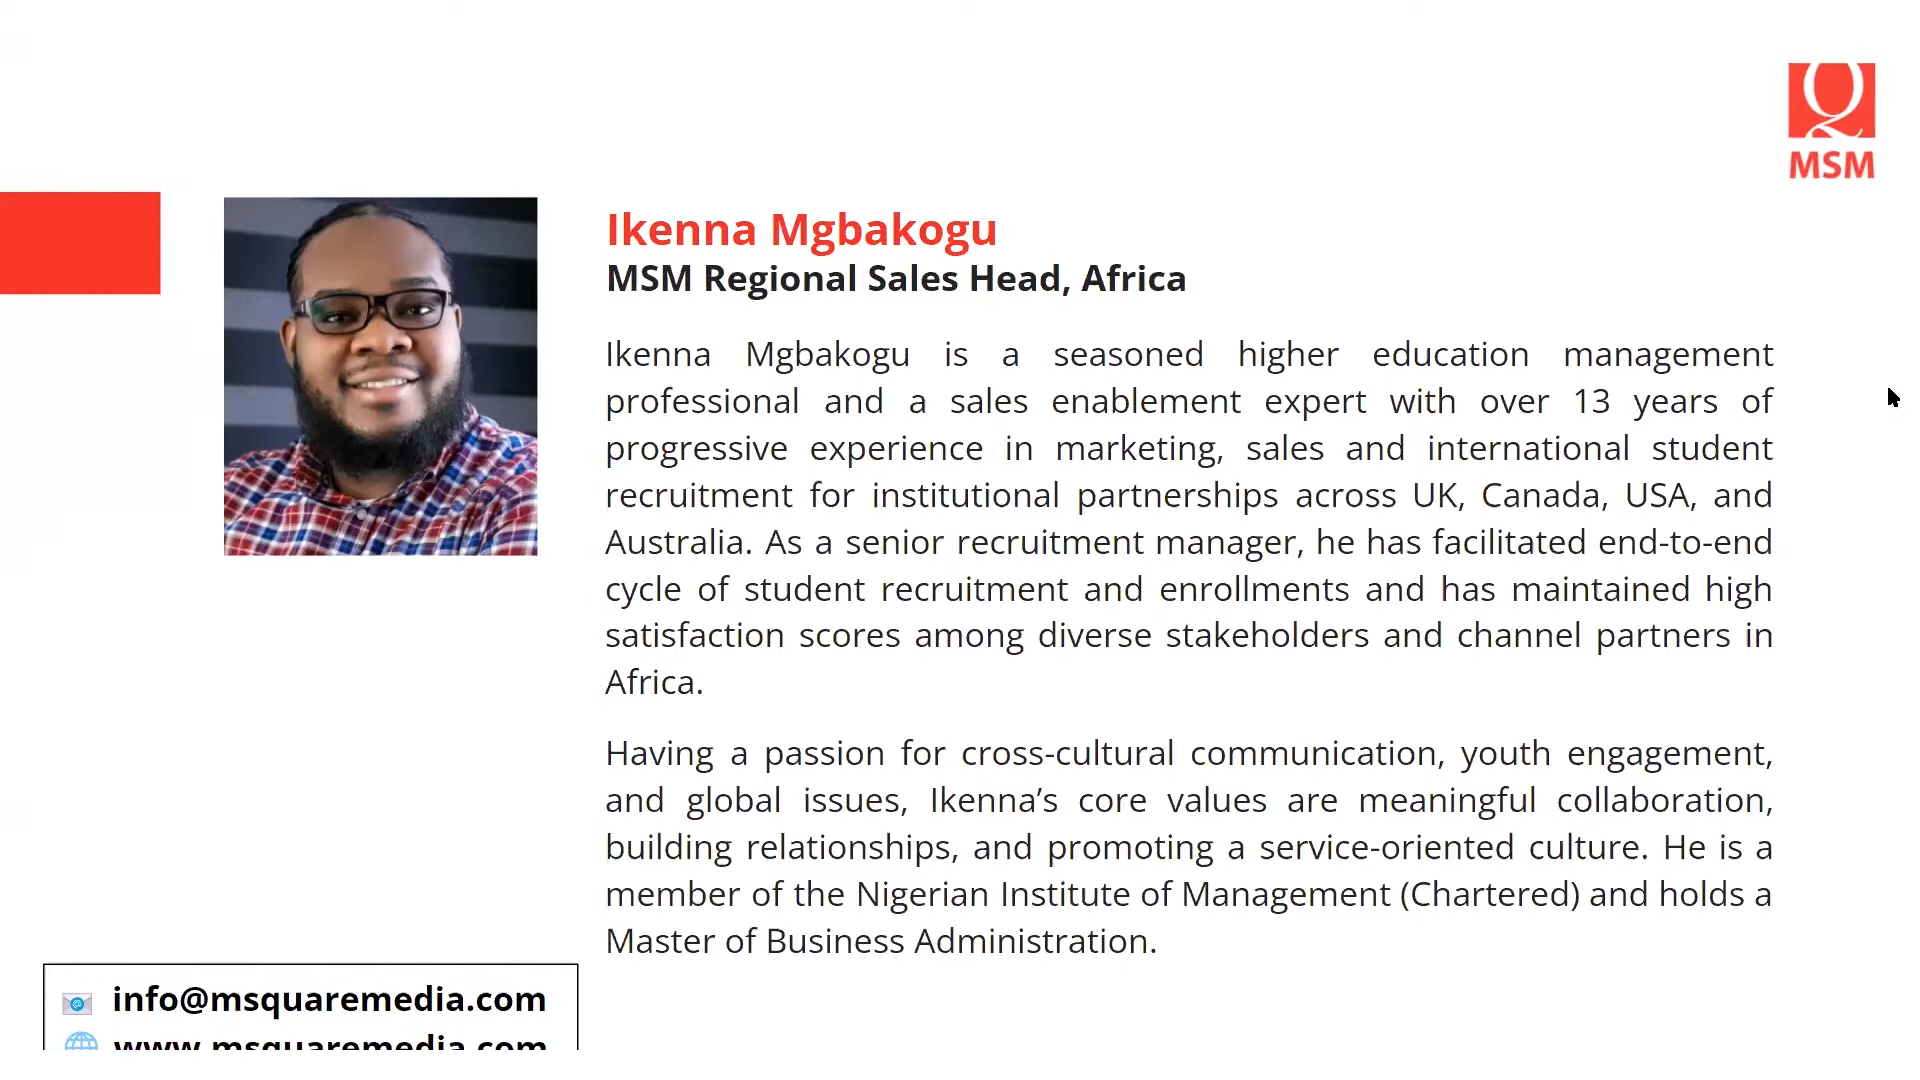 MSM
Ikenna Mgbakogu
MSM Regional Sales Head, Africa
Ikenna Mgbakogu is a seasoned higher education management
professional and a sales enablement expert with over 13 years of
progressive experience in marketing, sales and international student
recruitment for institutional partnerships across UK, Canada, USA, and
Australia. As a senior recruitment manager, he has facilitated end-to-end
cycle of student recruitment and enrollments and has maintained high
satisfaction scores among diverse stakeholders and channel partners in
Africa.
Having a passion for cross-cultural communication, youth engagement,
and global issues, Ikenna’s core values are meaningful collaboration,
building relationships, and promoting a service-oriented culture. He is a
member of the Nigerian Institute of Management (Chartered) and holds a
Master of Business Administration.
info@msquaremedia.com
www.msquaremedia.com